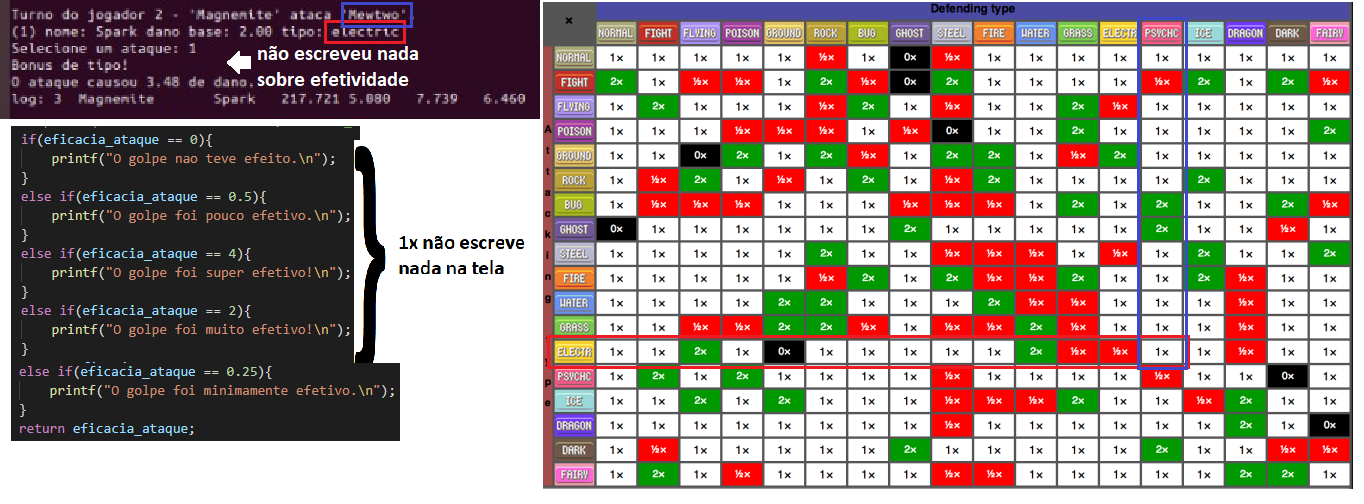 Turno do jogador 2 - 'Magnemite' ataca 'Mewtwo'.
(1) nome: Spark dano base: 2.00 tipo: electric
Selecione um ataque: 1
Bonus de tipo!
O ataque causou 3.48 de dano.
log: 3 Magnemite Spark 217.721 5.080 7.739 6.460
não escreveu nada
sobre efetividade
if(eficacia_ataque == 0){
printf("O golpe nao teve efeito.\n");
}
else if(eficacia_ataque == 0.5){
printf("O golpe foi pouco efetivo.\n");
}
else if(eficacia_ataque == 4){
printf("O golpe foi super efetivo!\n");
}
else if(eficacia_ataque == 2){
printf("O golpe foi muito efetivo!\n");
}
else if(eficacia_ataque == 0.25){
printf("O golpe foi minimamente efetivo.\n");
}
return eficacia_ataque;
1x não escreve
nada na tela
Defending type
× NORMAL FIGHT FLYING POISON GROUND ROCK BUG GHOST STEEL FIRE WATER GRASS ELECTR PSYCHC ICE DRAGON DARK FAIRY
Attacking type
NORMAL 1× 1× 1× 1× 1× ½× 1× 0× ½× 1× 1× 1× 1× 1× 1× 1× 1× 1×
FIGHT 2× 1× ½× ½× 1× 2× ½× 0× 2× 1× 1× 1× 1× ½× 2× 1× 2× ½×
FLYING 1× 2× 1× 1× 1× ½× 2× 1× ½× 1× 1× 2× ½× 1× 1× 1× 1× 1×
POISON 1× 1× 1× ½× ½× ½× 1× ½× 0× 1× 1× 2× 1× 1× 1× 1× 1× 2×
GROUND 1× 1× 0× 2× 1× 2× ½× 1× 2× 2× 1× ½× 2× 1× 1× 1× 1× 1×
ROCK 1× ½× 2× 1× ½× 1× 2× 1× ½× 2× 1× 1× 1× 1× 2× 1× 1× 1×
BUG 1× ½× ½× ½× 1× 1× 1× ½× ½× ½× 1× 2× 1× 2× 1× 1× 2× ½×
GHOST 0× 1× 1× 1× 1× 1× 1× 2× 1× 1× 1× 1× 1× 2× 1× 1× ½× 1×
STEEL 1× 1× 1× 1× 1× 2× 1× 1× ½× ½× ½× 1× ½× 1× 2× 1× 1× 2×
FIRE 1× 1× 1× 1× 1× ½× 2× 1× 2× ½× ½× 2× 1× 1× 2× ½× 1× 1×
WATER 1× 1× 1× 1× 2× 2× 1× 1× 1× 2× ½× ½× 1× 1× 1× ½× 1× 1×
GRASS 1× 1× ½× ½× 2× 2× ½× 1× ½× ½× 2× ½× 1× 1× 1× ½× 1× 1×
ELECTR 1× 1× 2× 1× 0× 1× 1× 1× 1× 1× 2× ½× ½× 1× 1× ½× 1× 1×
PSYCHC 1× 2× 1× 2× 1× 1× 1× 1× ½× 1× 1× 1× 1× ½× 1× 1× 0× 1×
ICE 1× 1× 2× 1× 2× 1× 1× 1× ½× ½× ½× 2× 1× 1× ½× 2× 1× 1×
DRAGON 1× 1× 1× 1× 1× 1× 1× 1× ½× 1× 1× 1× 1× 1× 1× 2× 1× 0×
DARK 1× ½× 1× 1× 1× 1× 1× 2× 1× 1× 1× 1× 1× 2× 1× 1× ½× ½×
FAIRY 1× 2× 1× ½× 1× 1× 1× 1× ½× ½× 1× 1× 1× 1× 1× 2× 2× 1×